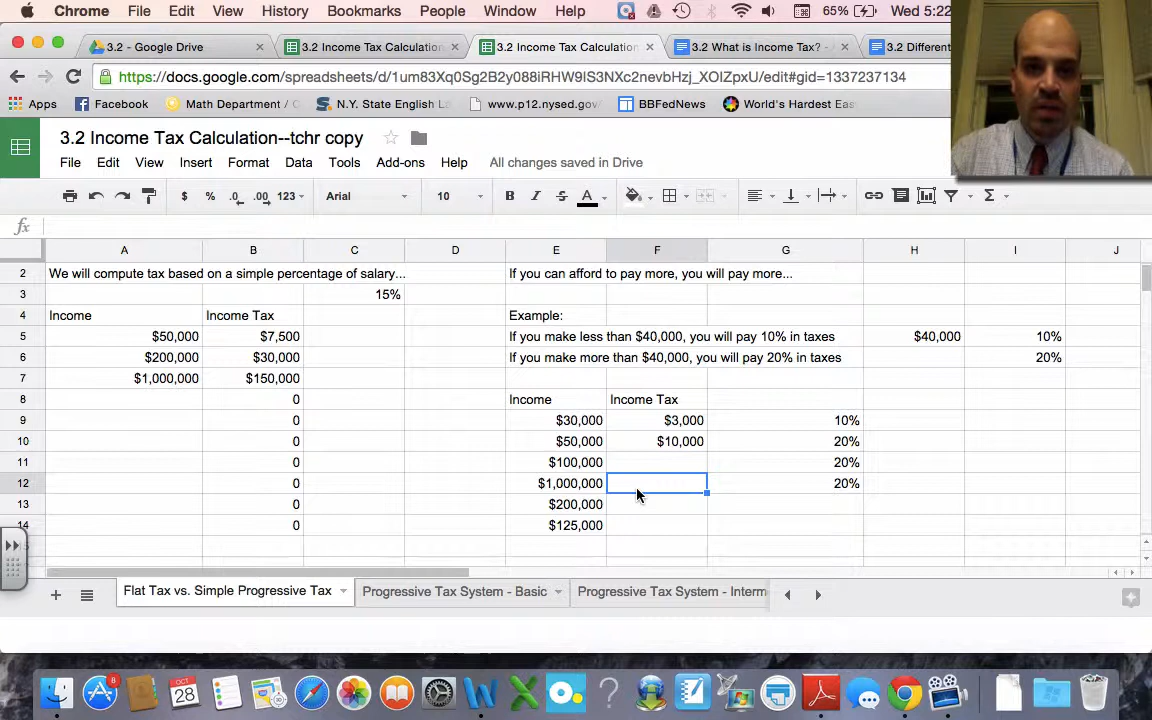 Chrome File Edit View History Bookmarks People Window Help 65% Wed 5:22
3.2 - Google Drive × 3.2 Income Tax Calculation × 3.2 Income Tax Calculation × 3.2 What is Income Tax? - × 3.2 Different
https://docs.google.com/spreadsheets/d/1um83Xq0Sg2B2y088iRHW9lS3NXc2nevbHzj_XOIZpxU/edit#gid=1337237134
Apps Facebook Math Department / C N.Y. State English L www.p12.nysed.gov/ BBFedNews World's Hardest Eas
3.2 Income Tax Calculation--tchr copy
File Edit View Insert Format Data Tools Add-ons Help All changes saved in Drive
$ % .0 .00 123 Arial 10 B I S A Σ
fx
A B C D E F G H I J
2 We will compute tax based on a simple percentage of salary... If you can afford to pay more, you will pay more...
3 15%
4 Income Income Tax Example:
5 $50,000 $7,500 If you make less than $40,000, you will pay 10% in taxes $40,000 10%
6 $200,000 $30,000 If you make more than $40,000, you will pay 20% in taxes 20%
7 $1,000,000 $150,000
8 0 Income Income Tax
9 0 $30,000 $3,000 10%
10 0 $50,000 $10,000 20%
11 0 $100,000 20%
12 0 $1,000,000 20%
13 0 $200,000
14 0 $125,000
+ Flat Tax vs. Simple Progressive Tax Progressive Tax System - Basic Progressive Tax System - Interm
8 OCT 28 W X ?